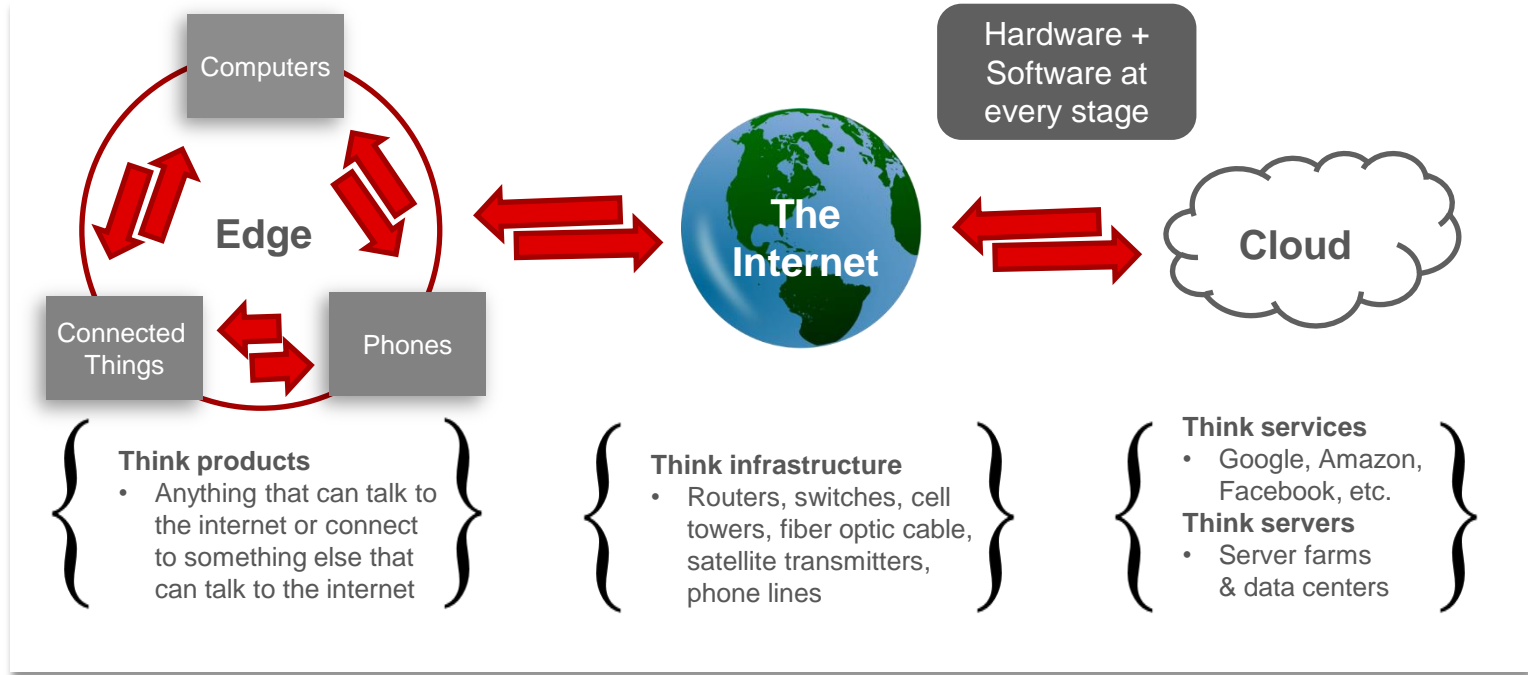 Computers
Edge
Connected
Things
Phones
The
Internet
Hardware +
Software at
every stage
Cloud
Think products
• Anything that can talk to
the internet or connect
to something else that
can talk to the internet
Think infrastructure
• Routers, switches, cell
towers, fiber optic cable,
satellite transmitters,
phone lines
Think services
• Google, Amazon,
Facebook, etc.
Think servers
• Server farms
& data centers